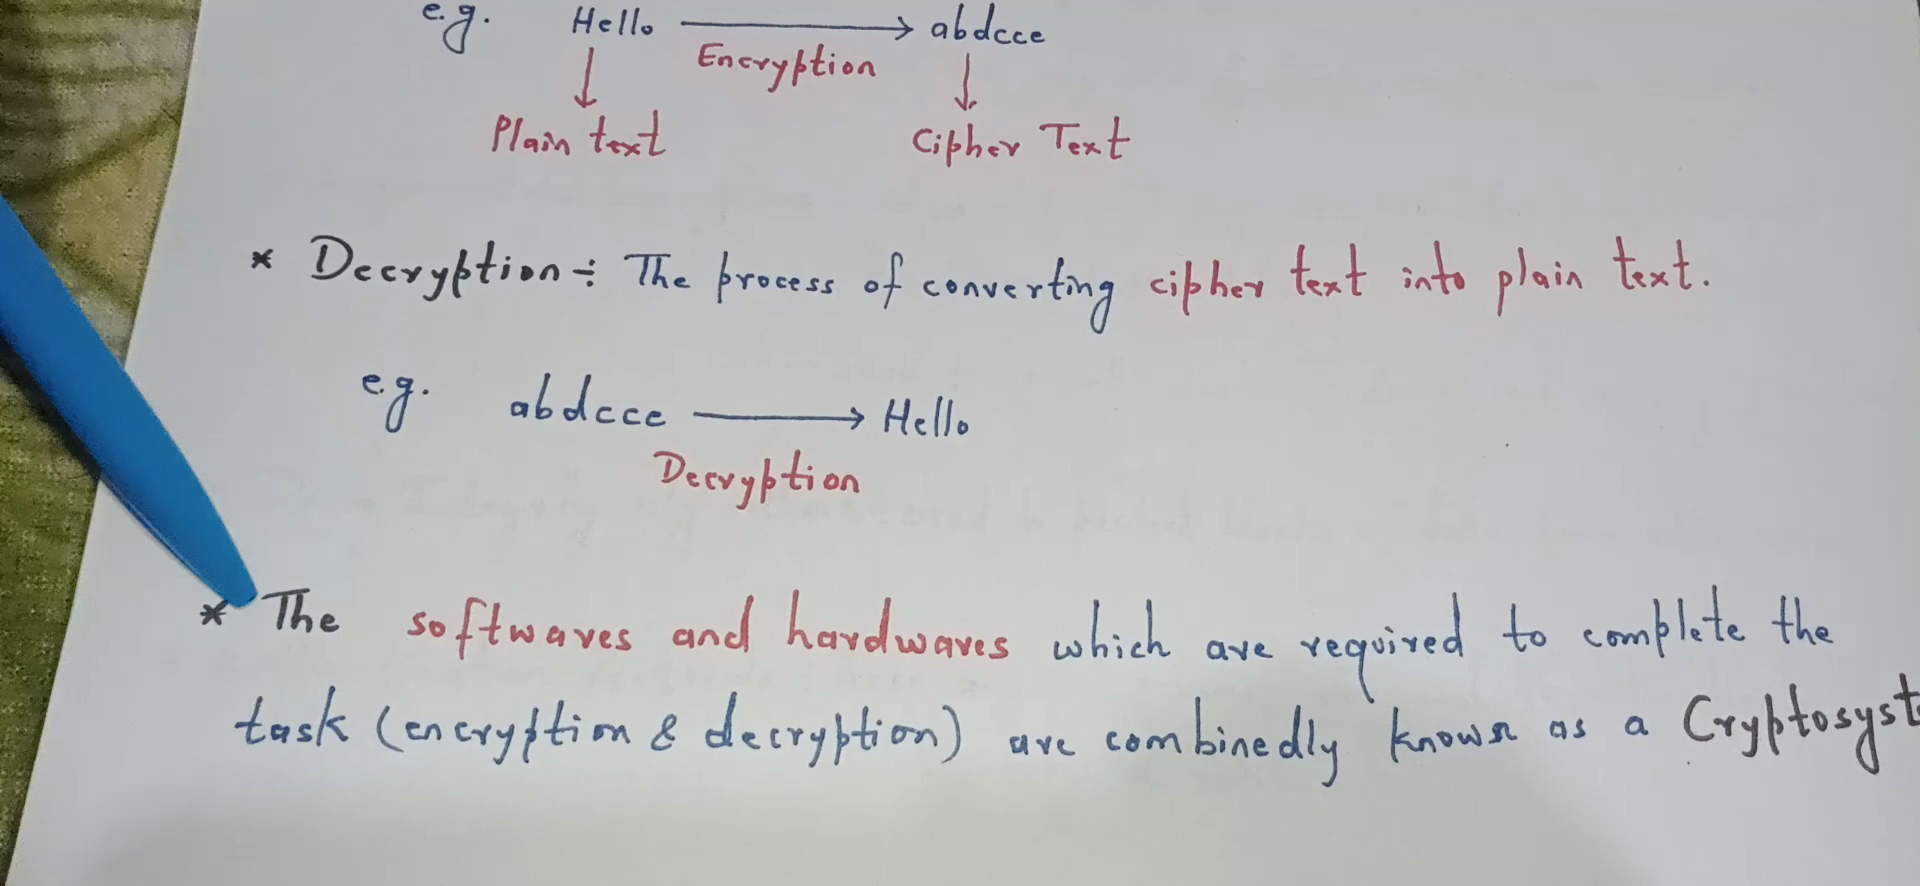 e.g. Hello → abdcce
Encryption
Plain text Cipher Text
* Decryption÷ The process of converting cipher text into plain text.
e.g. abdcce → Hello
Decryption
* The softwares and hardwares which are required to complete the
task (encryption & decryption) are combinedly known as a Cryptosyst